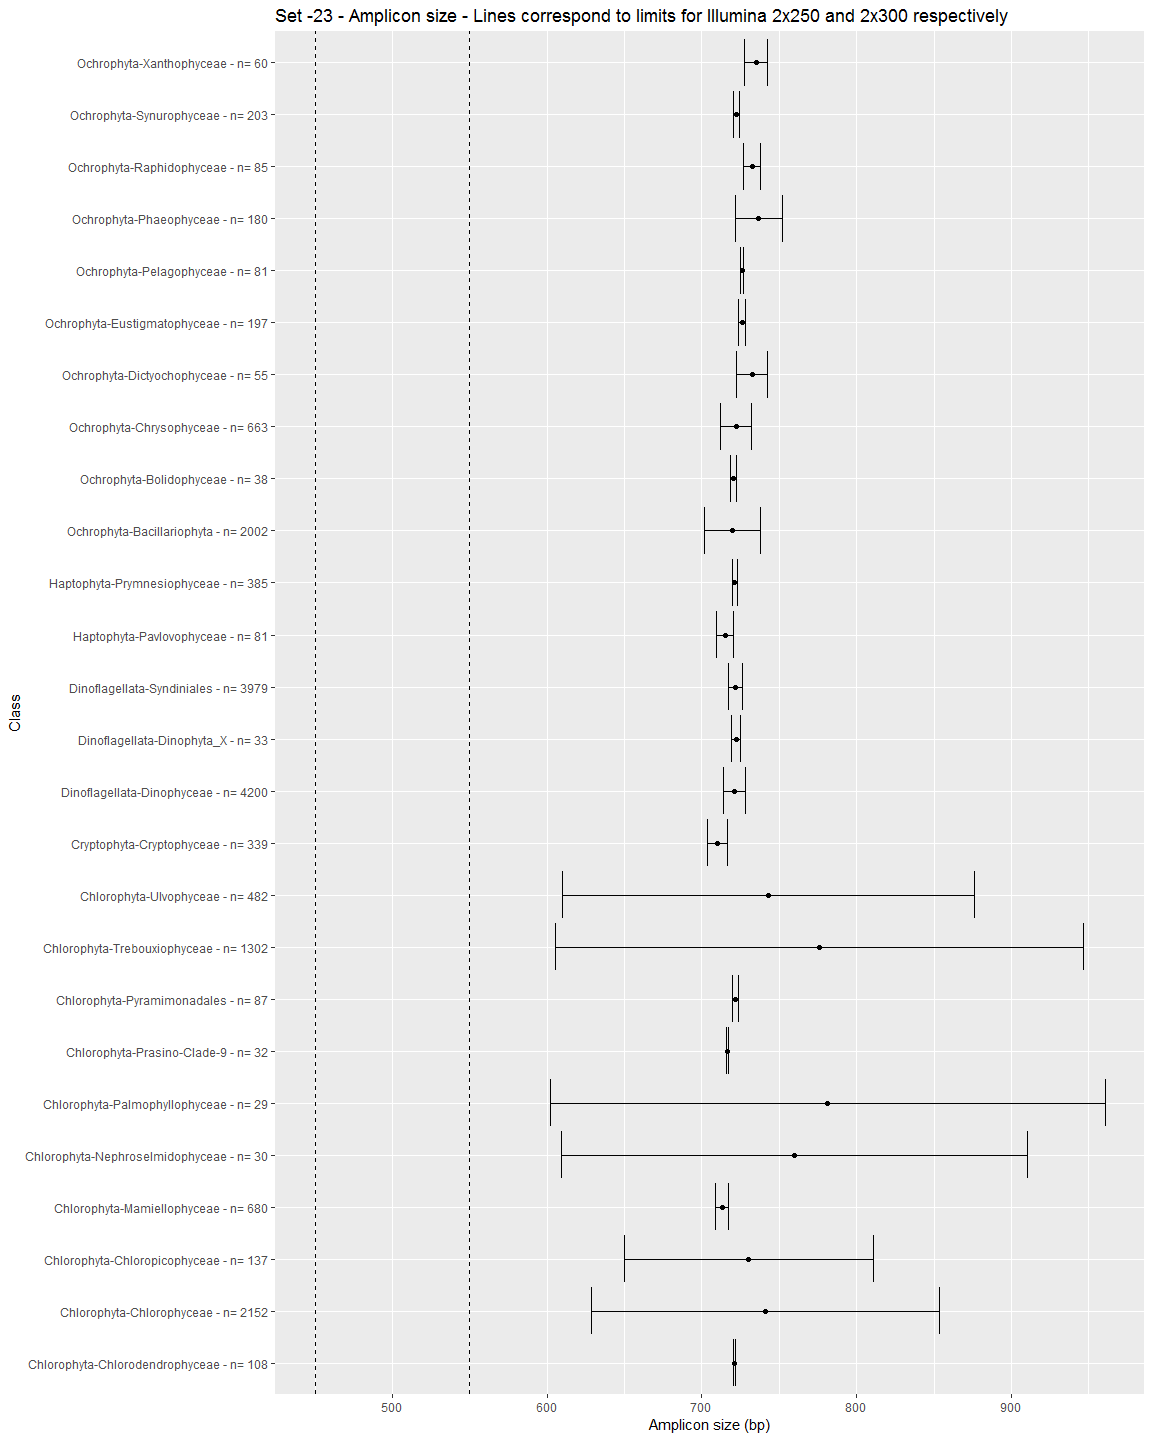 Set -23 - Amplicon size - Lines correspond to limits for Illumina 2x250 and 2x300 respectively
Ochrophyta-Xanthophyceae - n= 60
Ochrophyta-Synurophyceae - n= 203
Ochrophyta-Raphidophyceae - n= 85
Ochrophyta-Phaeophyceae - n= 180
Ochrophyta-Pelagophyceae - n= 81
Ochrophyta-Eustigmatophyceae - n= 197
Ochrophyta-Dictyochophyceae - n= 55
Ochrophyta-Chrysophyceae - n= 663
Ochrophyta-Bolidophyceae - n= 38
Ochrophyta-Bacillariophyta - n= 2002
Haptophyta-Prymnesiophyceae - n= 385
Haptophyta-Pavlovophyceae - n= 81
Dinoflagellata-Syndiniales - n= 3979
Dinoflagellata-Dinophyta_X - n= 33
Dinoflagellata-Dinophyceae - n= 4200
Cryptophyta-Cryptophyceae - n= 339
Chlorophyta-Ulvophyceae - n= 482
Chlorophyta-Trebouxiophyceae - n= 1302
Chlorophyta-Pyramimonadales - n= 87
Chlorophyta-Prasino-Clade-9 - n= 32
Chlorophyta-Palmophyllophyceae - n= 29
Chlorophyta-Nephroselmidophyceae - n= 30
Chlorophyta-Mamiellophyceae - n= 680
Chlorophyta-Chloropicophyceae - n= 137
Chlorophyta-Chlorophyceae - n= 2152
Chlorophyta-Chlorodendrophyceae - n= 108
Class
500 600 700 800 900
Amplicon size (bp)